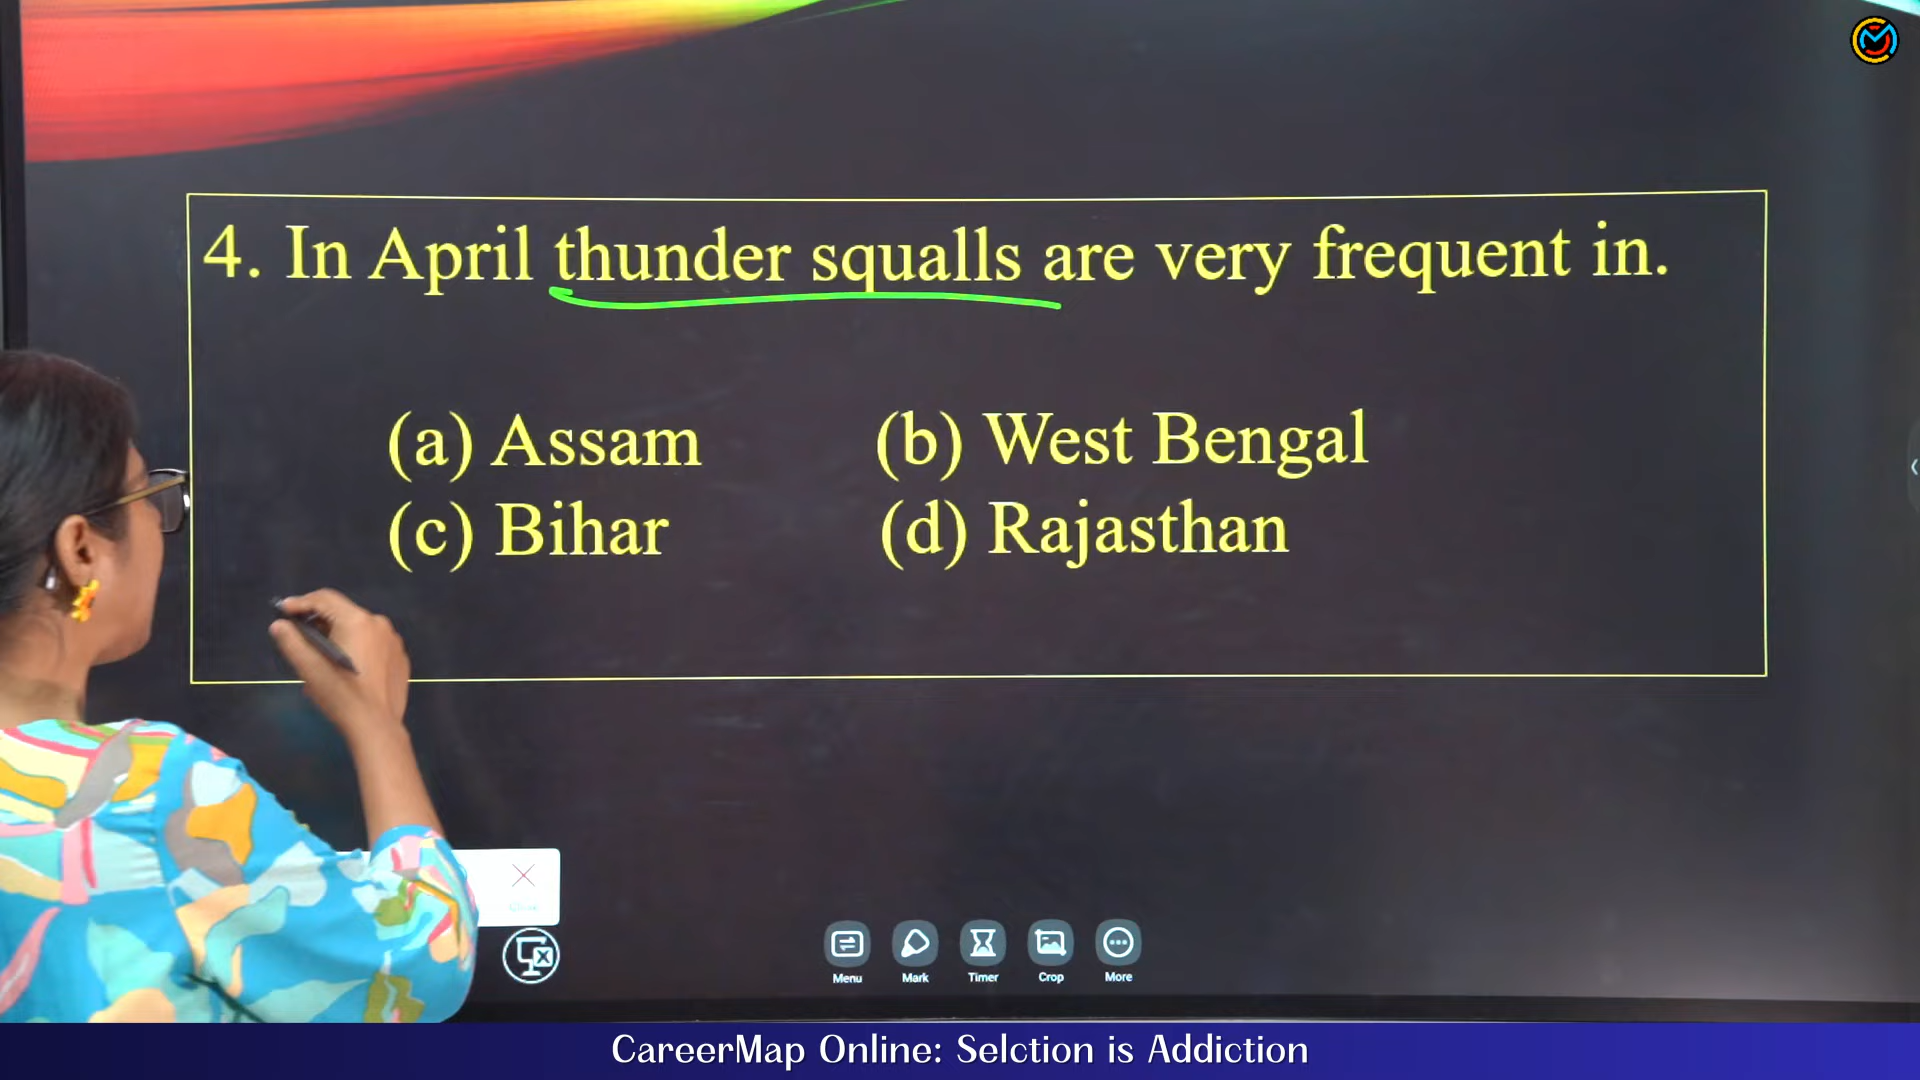 4. In April thunder squalls are very frequent in.
(a) Assam (b) West Bengal
(c) Bihar (d) Rajasthan
Menu Mark Timer Crop More
CareerMap Online: Selction is Addiction